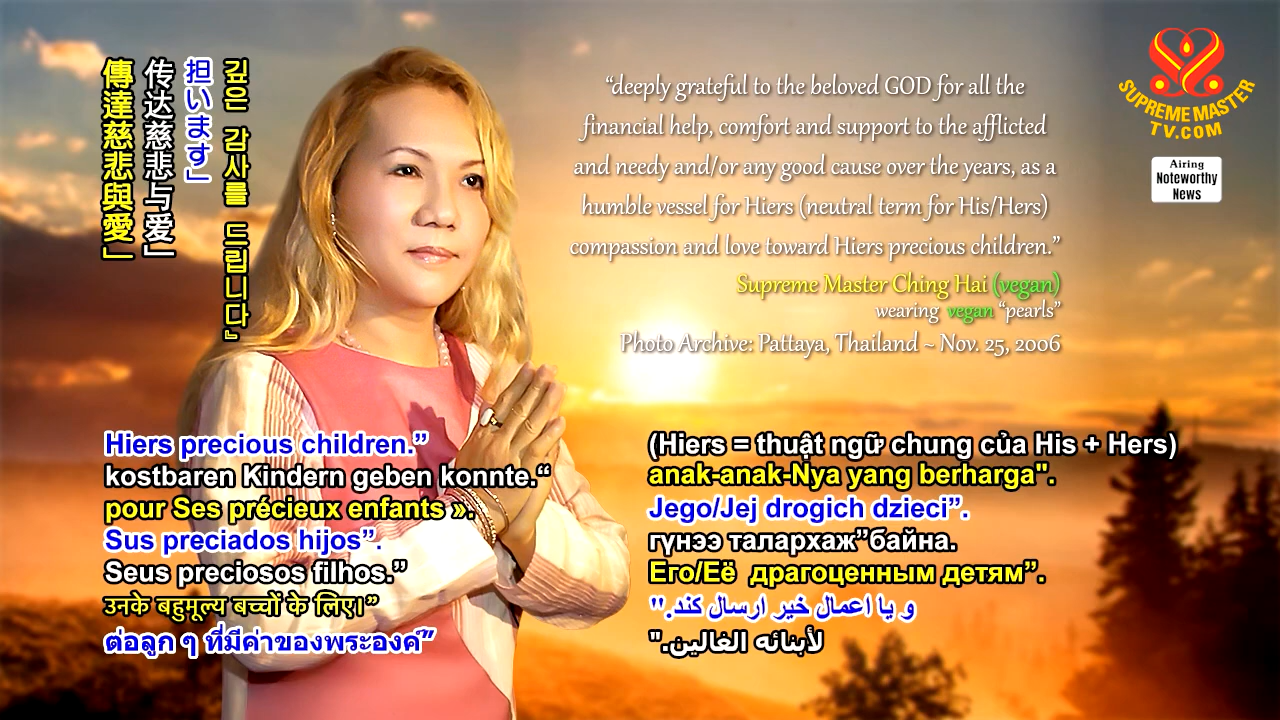 “deeply grateful to the beloved GOD for all the
financial help, comfort and support to the afflicted
and needy and/or any good cause over the years, as a
humble vessel for Hiers (neutral term for His/Hers)
compassion and love toward Hiers precious children.”
Supreme Master Ching Hai (vegan)
wearing vegan “pearls”
Photo Archive: Pattaya, Thailand ~ Nov. 25, 2006
SUPREME MASTER
TV.COM
Airing
Noteworthy
News
깊은 감사를 드립니다』
担います」
传达慈悲与爱」
傳達慈悲與愛」
Hiers precious children.”
kostbaren Kindern geben konnte.“
pour Ses précieux enfants ».
Sus preciados hijos”.
Seus preciosos filhos.”
उनके बहुमूल्य बच्चों के लिए।”
ต่อลูก ๆ ที่มีค่าของพระองค์”
(Hiers = thuật ngữ chung của His + Hers)
anak-anak-Nya yang berharga".
Jego/Jej drogich dzieci”.
гүнээ талархаж”байна.
Его/Её драгоценным детям”.
و یا اعمال خیر ارسال کند."
لأبنائه الغالين."